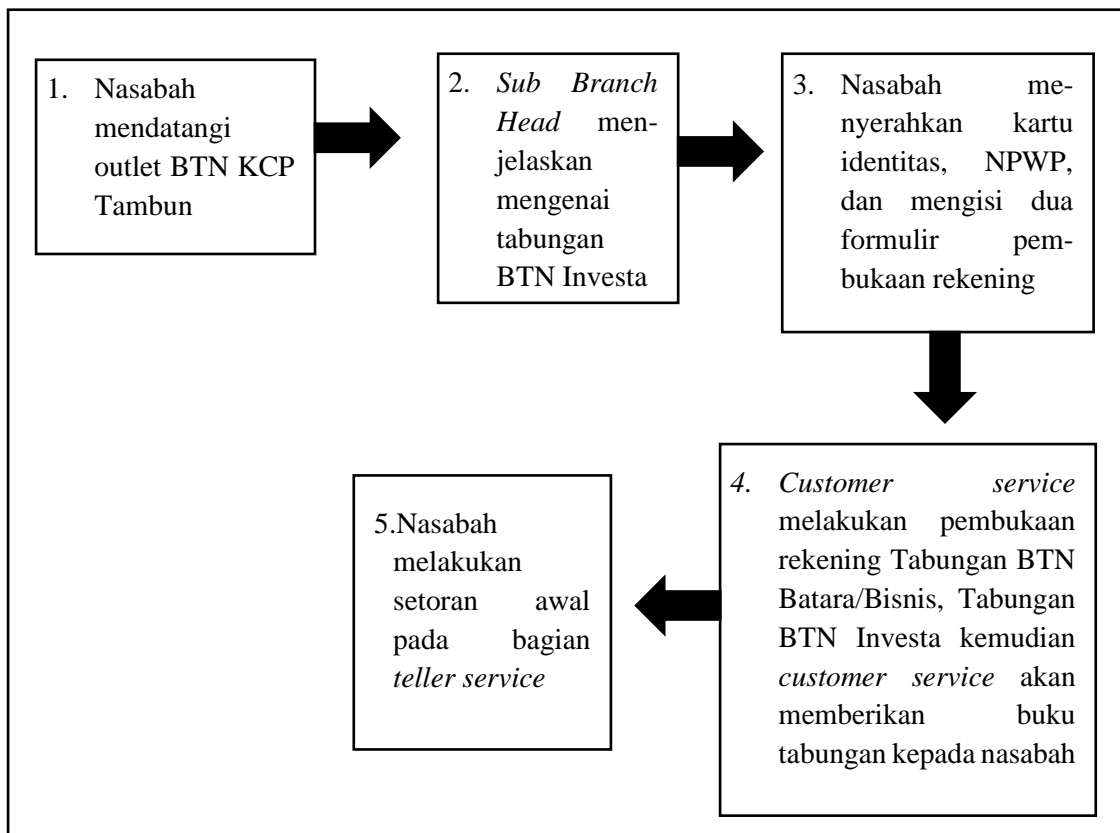 1. Nasabah
mendatangi
outlet BTN KCP
Tambun
2. Sub Branch
Head men-
jelaskan
mengenai
tabungan
BTN Investa
3. Nasabah me-
nyerahkan kartu
identitas, NPWP,
dan mengisi dua
formulir pem-
bukaan rekening
4. Customer service
melakukan pembukaan
rekening Tabungan BTN
Batara/Bisnis, Tabungan
BTN Investa kemudian
customer service akan
memberikan buku
tabungan kepada nasabah
5.Nasabah
melakukan
setoran awal
pada bagian
teller service